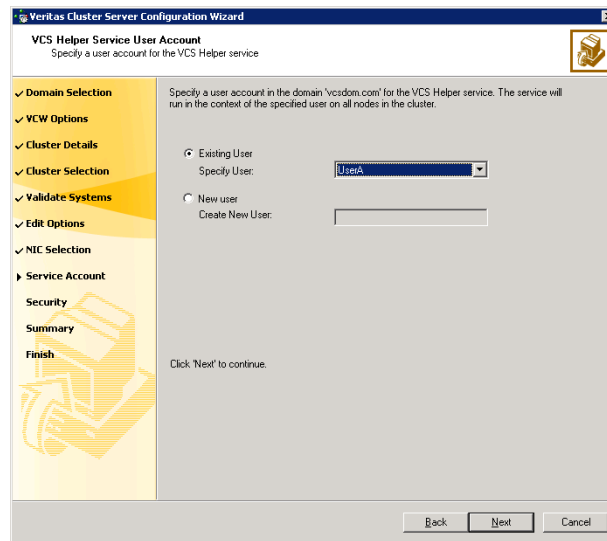 Veritas Cluster Server Configuration Wizard
VCS Helper Service User Account
Specify a user account for the VCS Helper service
Domain Selection
VCW Options
Cluster Details
Cluster Selection
Validate Systems
Edit Options
NIC Selection
Service Account
Security
Summary
Finish
Specify a user account in the domain 'vcsdom.com' for the VCS Helper service. The service will
run in the context of the specified user on all nodes in the cluster.
Existing User
Specify User: UserA
New user
Create New User:
Click 'Next' to continue.
Back Next Cancel